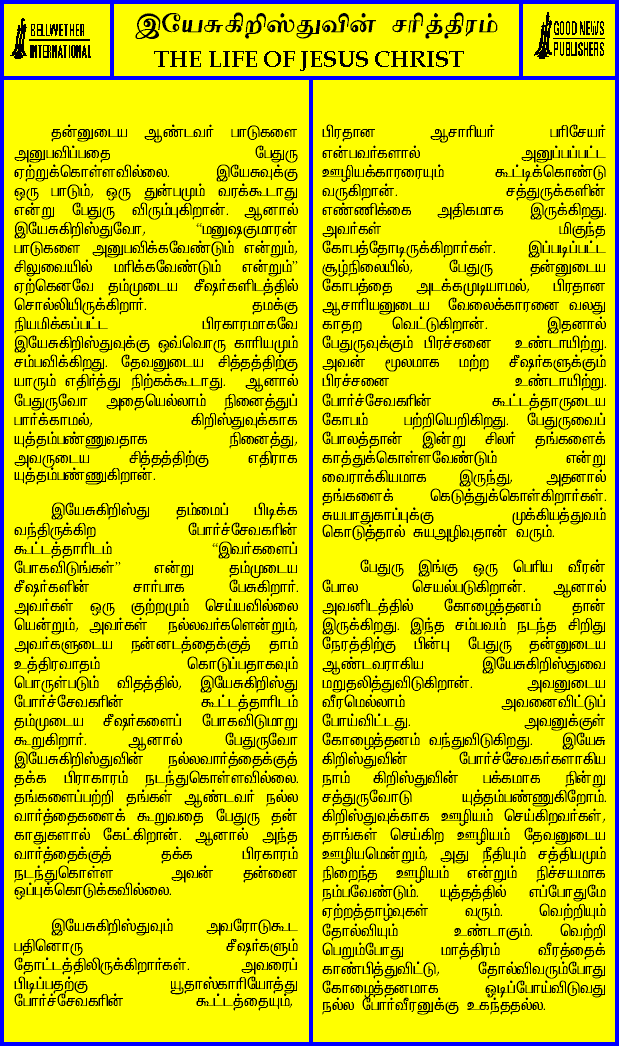 BELLWETHER
INTERNATIONAL
இயேசுகிறிஸ்துவின் சரித்திரம்
THE LIFE OF JESUS CHRIST
GOOD NEWS
PUBLISHERS
தன்னுடைய ஆண்டவர் பாடுகளை
அனுபவிப்பதை பேதுரு
ஏற்றுக்கொள்ளவில்லை. இயேசுவுக்கு
ஒரு பாடும், ஒரு துன்பமும் வரக்கூடாது
என்று பேதுரு விரும்புகிறான். ஆனால்
இயேசுகிறிஸ்துவோ, “மனுஷகுமாரன்
பாடுகளை அனுபவிக்கவேண்டும் என்றும்,
சிலுவையில் மரிக்கவேண்டும் என்றும்”
ஏற்கெனவே தம்முடைய சீஷர்களிடத்தில்
சொல்லியிருக்கிறார். தமக்கு
நியமிக்கப்பட்ட பிரகாரமாகவே
இயேசுகிறிஸ்துவுக்கு ஒவ்வொரு காரியமும்
சம்பவிக்கிறது. தேவனுடைய சித்தத்திற்கு
யாரும் எதிர்த்து நிற்கக்கூடாது. ஆனால்
பேதுருவோ அதையெல்லாம் நினைத்துப்
பார்க்காமல், கிறிஸ்துவுக்காக
யுத்தம்பண்ணுவதாக நினைத்து,
அவருடைய சித்தத்திற்கு எதிராக
யுத்தம்பண்ணுகிறான்.
இயேசுகிறிஸ்து தம்மைப் பிடிக்க
வந்திருக்கிற போர்ச்சேவகரின்
கூட்டத்தாரிடம் “இவர்களைப்
போகவிடுங்கள்” என்று தம்முடைய
சீஷர்களின் சார்பாக பேசுகிறார்.
அவர்கள் ஒரு குற்றமும் செய்யவில்லை
யென்றும், அவர்கள் நல்லவர்களென்றும்,
அவர்களுடைய நன்னடத்தைக்குத் தாம்
உத்திரவாதம் கொடுப்பதாகவும்
பொருள்படும் விதத்தில், இயேசுகிறிஸ்து
போர்ச்சேவகரின் கூட்டத்தாரிடம்
தம்முடைய சீஷர்களைப் போகவிடுமாறு
கூறுகிறார். ஆனால் பேதுருவோ
இயேசுகிறிஸ்துவின் நல்லவார்த்தைக்குத்
தக்க பிராகாரம் நடந்துகொள்ளவில்லை.
தங்களைப்பற்றி தங்கள் ஆண்டவர் நல்ல
வார்த்தைகளைக் கூறுவதை பேதுரு தன்
காதுகளால் கேட்கிறான். ஆனால் அந்த
வார்த்தைக்குத் தக்க பிரகாரம்
நடந்துகொள்ள அவன் தன்னை
ஒப்புக்கொடுக்கவில்லை.
இயேசுகிறிஸ்துவும் அவரோடுகூட
பதினொரு சீஷர்களும்
தோட்டத்திலிருக்கிறார்கள். அவரைப்
பிடிப்பதற்கு யூதாஸ்காரியோத்து
போர்ச்சேவகரின் கூட்டத்தையும்,
பிரதான ஆசாரியர் பரிசேயர்
என்பவர்களால் அனுப்பப்பட்ட
ஊழியக்காரரையும் கூட்டிக்கொண்டு
வருகிறான். சத்துருக்களின்
எண்ணிக்கை அதிகமாக இருக்கிறது.
அவர்கள் மிகுந்த
கோபத்தோடிருக்கிறார்கள். இப்படிப்பட்ட
சூழ்நிலையில், பேதுரு தன்னுடைய
கோபத்தை அடக்கமுடியாமல், பிரதான
ஆசாரியனுடைய வேலைக்காரனை வலது
காதற வெட்டுகிறான். இதனால்
பேதுருவுக்கும் பிரச்சனை உண்டாயிற்று.
அவன் மூலமாக மற்ற சீஷர்களுக்கும்
பிரச்சனை உண்டாயிற்று.
போர்ச்சேவகரின் கூட்டத்தாருடைய
கோபம் பற்றியெறிகிறது. பேதுருவைப்
போலத்தான் இன்று சிலர் தங்களைக்
காத்துக்கொள்ளவேண்டும் என்று
வைராக்கியமாக இருந்து, அதனால்
தங்களைக் கெடுத்துக்கொள்கிறார்கள்.
சுயபாதுகாப்புக்கு முக்கியத்துவம்
கொடுத்தால் சுயஅழிவுதான் வரும்.
பேதுரு இங்கு ஒரு பெரிய வீரன்
போல செயல்படுகிறான். ஆனால்
அவனிடத்தில் கோழைத்தனம் தான்
இருக்கிறது. இந்த சம்பவம் நடந்த சிறிது
நேரத்திற்கு பின்பு பேதுரு தன்னுடைய
ஆண்டவராகிய இயேசுகிறிஸ்துவை
மறுதலித்துவிடுகிறான். அவனுடைய
வீரமெல்லாம் அவனைவிட்டுப்
போய்விட்டது. அவனுக்குள்
கோழைத்தனம் வந்துவிடுகிறது. இயேசு
கிறிஸ்துவின் போர்ச்சேவகர்களாகிய
நாம் கிறிஸ்துவின் பக்கமாக நின்று
சத்துருவோடு யுத்தம்பண்ணுகிறோம்.
கிறிஸ்துவுக்காக ஊழியம் செய்கிறவர்கள்,
தாங்கள் செய்கிற ஊழியம் தேவனுடைய
ஊழியமென்றும், அது நீதியும் சத்தியமும்
நிறைந்த ஊழியம் என்றும் நிச்சயமாக
நம்பவேண்டும். யுத்தத்தில் எப்போதுமே
ஏற்றத்தாழ்வுகள் வரும். வெற்றியும்
தோல்வியும் உண்டாகும். வெற்றி
பெறும்போது மாத்திரம் வீரத்தைக்
காண்பித்துவிட்டு, தோல்விவரும்போது
கோழைத்தனமாக ஓடிப்போய்விடுவது
நல்ல போர்வீரனுக்கு உகந்ததல்ல.